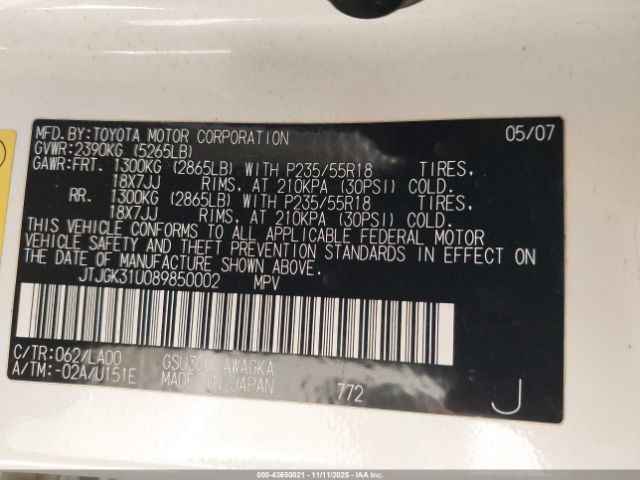 MFD.BY:TOYOTA MOTOR CORPORATION 05/07
GVWR:2390KG (5265LB)
GAWR:FRT. 1300KG (2865LB) WITH P235/55R18 TIRES,
18X7JJ RIMS, AT 210KPA (30PSI) COLD.
RR. 1300KG (2865LB) WITH P235/55R18 TIRES,
18X7JJ RIMS, AT 210KPA (30PSI) COLD.
THIS VEHICLE CONFORMS TO ALL APPLICABLE FEDERAL MOTOR
VEHICLE SAFETY AND THEFT PREVENTION STANDARDS IN EFFECT ON
THE DATE OF MANUFACTURE SHOWN ABOVE.
JTJGK31U089850002 MPV
C/TR:062/LA00 AWAGKA
A/TM:-02A/U151E MADE IN JAPAN 772 J
000-43650021 - 11/11/2025 - IAAI.COM